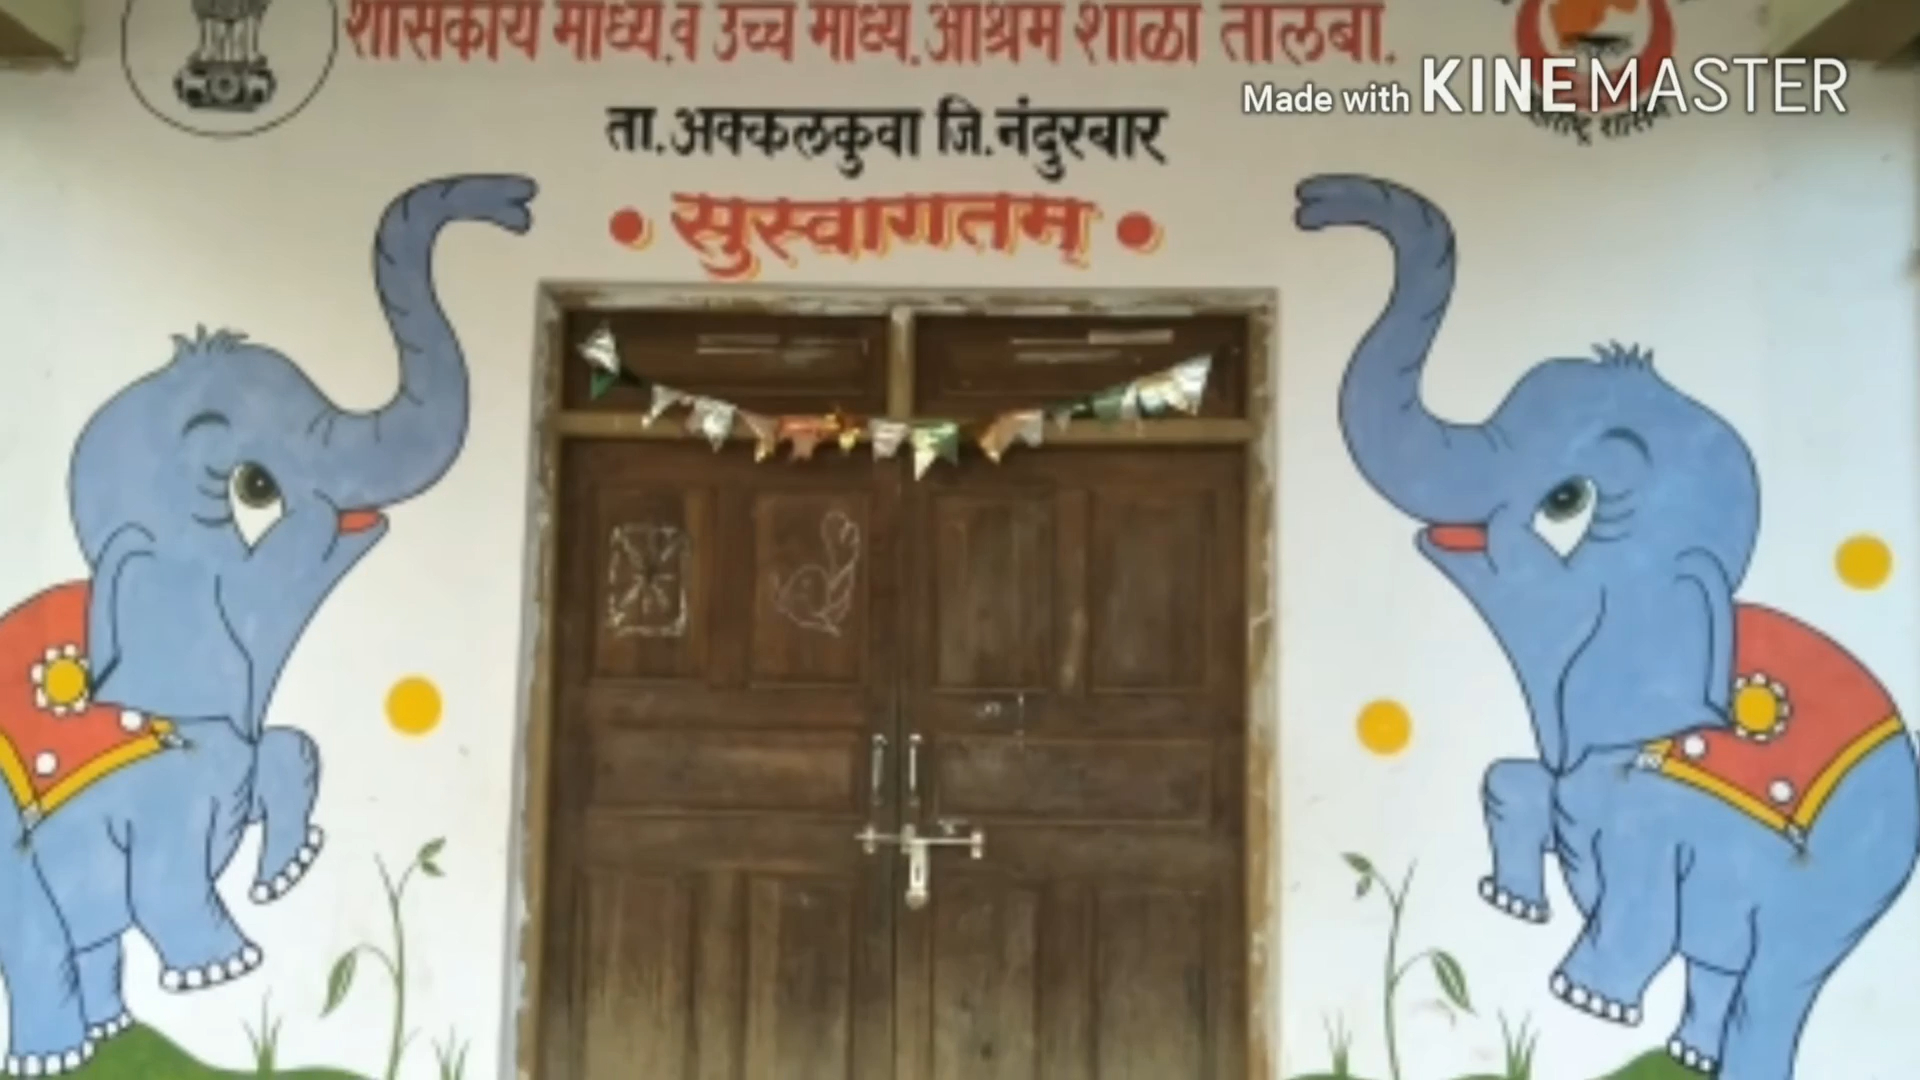 शासकीय माध्य.व उच्च माध्य.आश्रम शाळा तालबा.
Made with KINEMASTER
ता.अक्कलकुवा जि.नंदुरबार
सुस्वागतम्